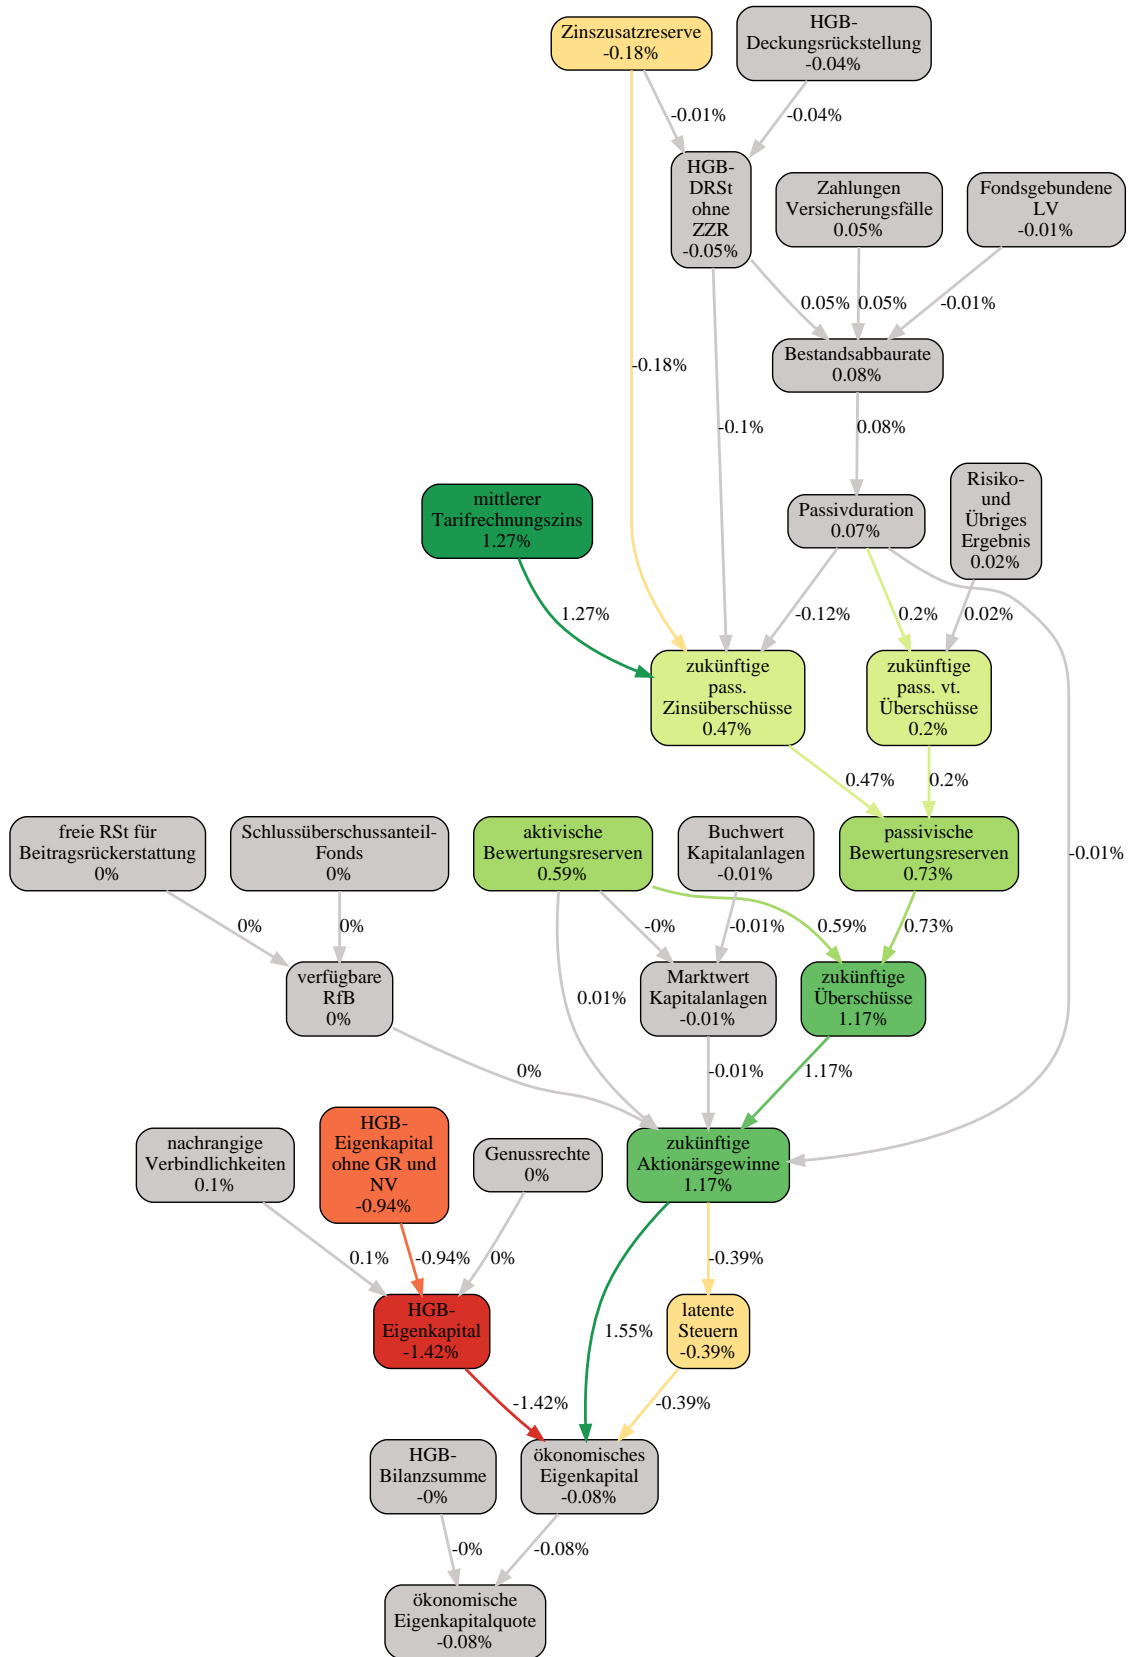 Zinszusatzreserve
-0.18%
HGB-
Deckungsrückstellung
-0.04%
-0.01%
-0.04%
HGB-
DRSt
ohne
ZZR
-0.05%
Zahlungen
Versicherungsfälle
0.05%
Fondsgebundene
LV
-0.01%
0.05%
0.05%
-0.01%
Bestandsabbaurate
0.08%
-0.18%
-0.1%
0.08%
mittlerer
Tarifrechnungszins
1.27%
Passivduration
0.07%
Risiko-
und
Übriges
Ergebnis
0.02%
1.27%
-0.12%
0.2%
0.02%
zukünftige
pass.
Zinsüberschüsse
0.47%
zukünftige
pass. vt.
Überschüsse
0.2%
0.47%
0.2%
-0.01%
freie RSt für
Beitragsrückerstattung
0%
Schlussüberschussanteil-
Fonds
0%
aktivische
Bewertungsreserven
0.59%
Buchwert
Kapitalanlagen
-0.01%
passivische
Bewertungsreserven
0.73%
0%
0%
-0%
-0.01%
0.59%
0.73%
verfügbare
RfB
0%
0.01%
Marktwert
Kapitalanlagen
-0.01%
zukünftige
Überschüsse
1.17%
0%
-0.01%
1.17%
nachrangige
Verbindlichkeiten
0.1%
HGB-
Eigenkapital
ohne GR und
NV
-0.94%
Genussrechte
0%
zukünftige
Aktionärsgewinne
1.17%
0.1%
-0.94%
0%
-0.39%
HGB-
Eigenkapital
-1.42%
1.55%
latente
Steuern
-0.39%
-1.42%
-0.39%
HGB-
Bilanzsumme
-0%
ökonomisches
Eigenkapital
-0.08%
-0%
-0.08%
ökonomische
Eigenkapitalquote
-0.08%